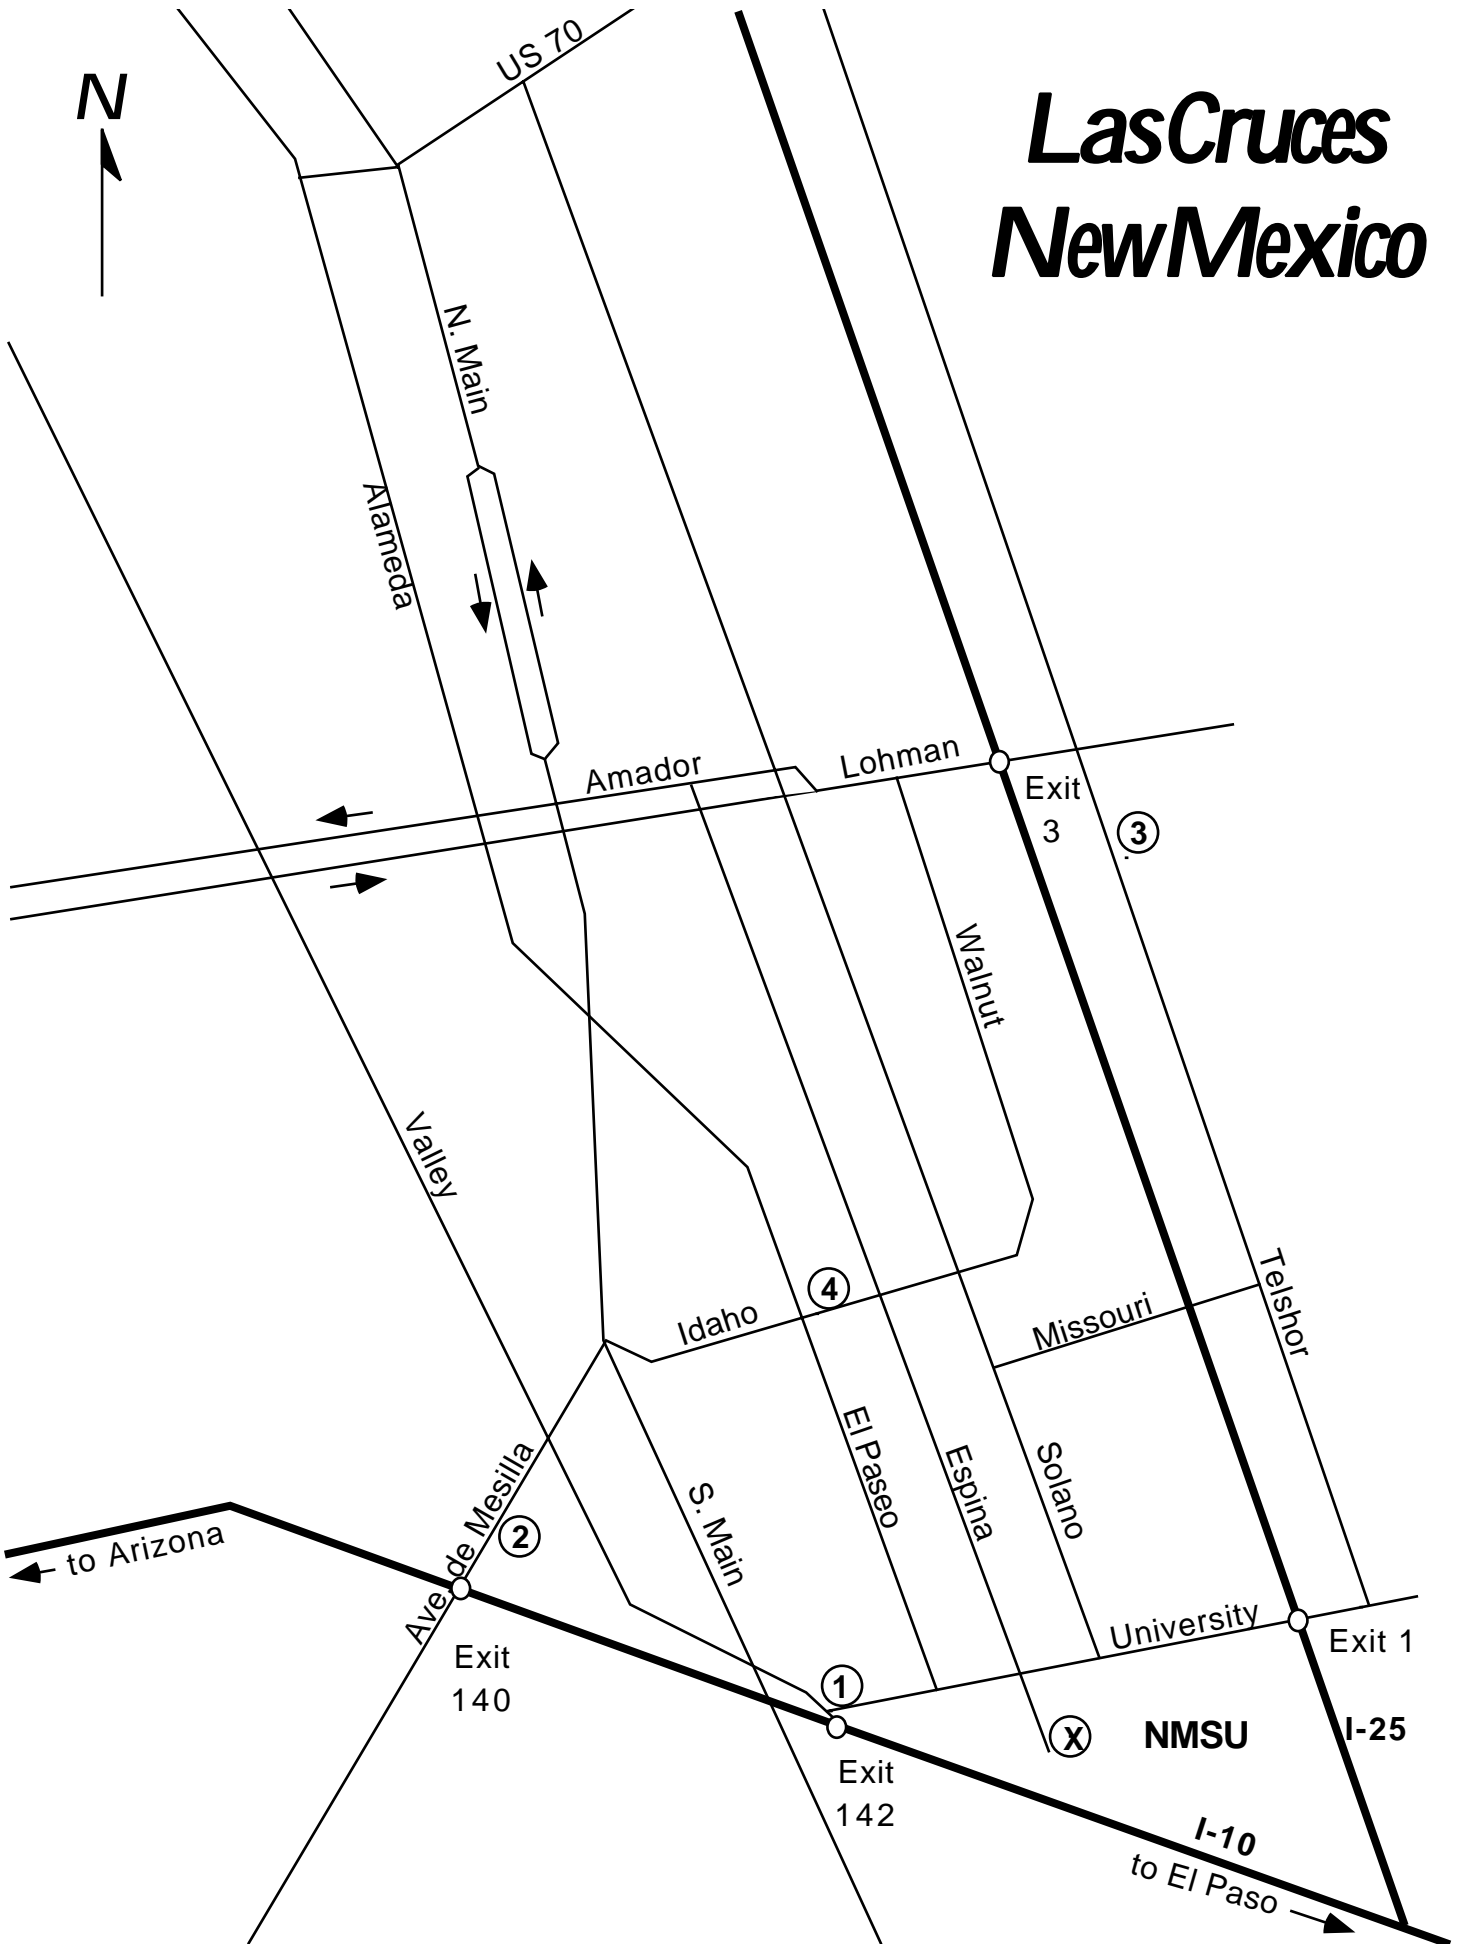 US 70
N
Las Cruces
New Mexico
N. Main
Alameda
Amador
Lohman
Exit
3
3
Walnut
Valley
Telshor
4
Idaho
Missouri
El Paseo
Espina
Solano
Ave. de Mesilla
S. Main
2
to Arizona
University
Exit 1
Exit
140
1
X
NMSU
I-25
Exit
142
I-10
to El Paso